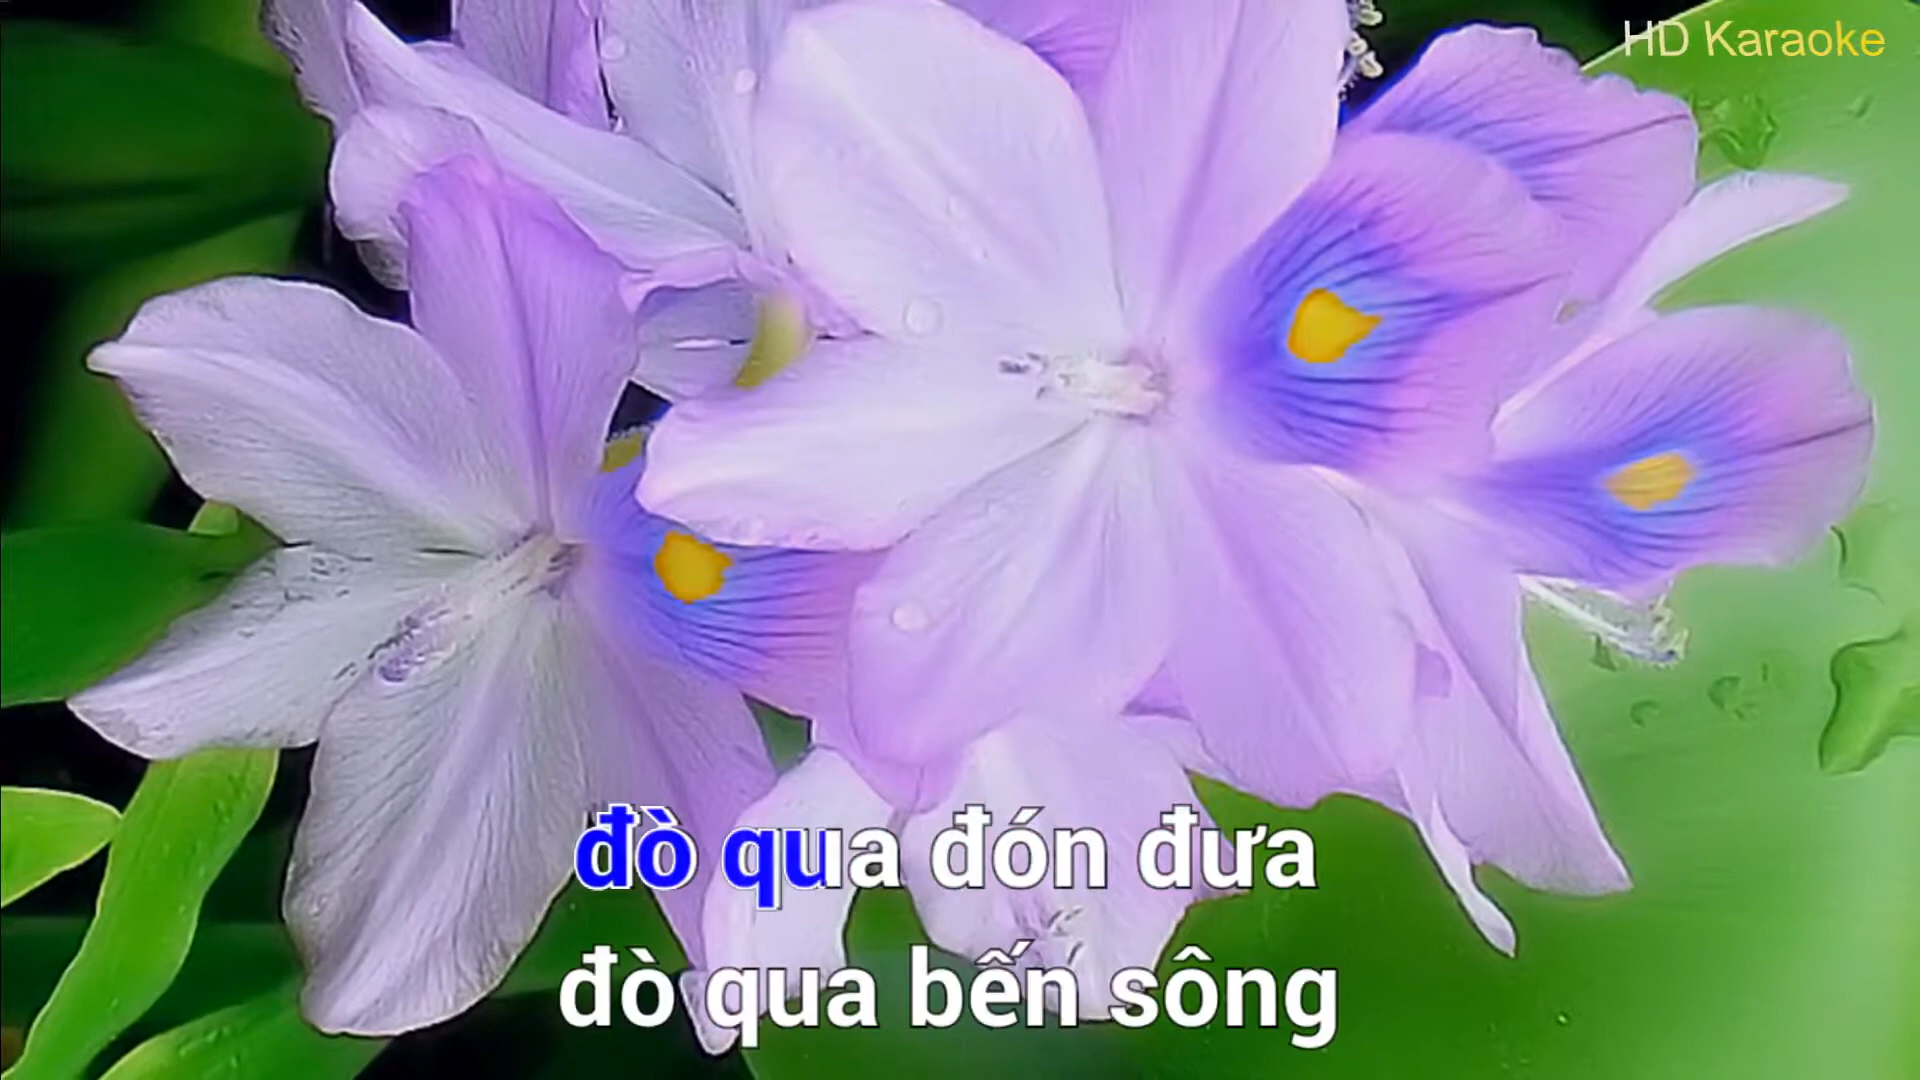 HD Karaoke
đò qua đón đưa
đò qua bến sông